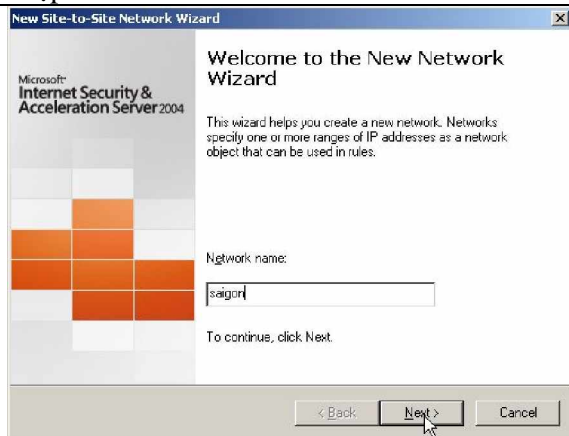 New Site-to-Site Network Wizard
Microsoft
Internet Security &
Acceleration Server 2004
Welcome to the New Network
Wizard
This wizard helps you create a new network. Networks
specify one or more ranges of IP addresses as a network
object that can be used in rules.
Network name:
saigon
To continue, click Next.
< Back
Next >
Cancel